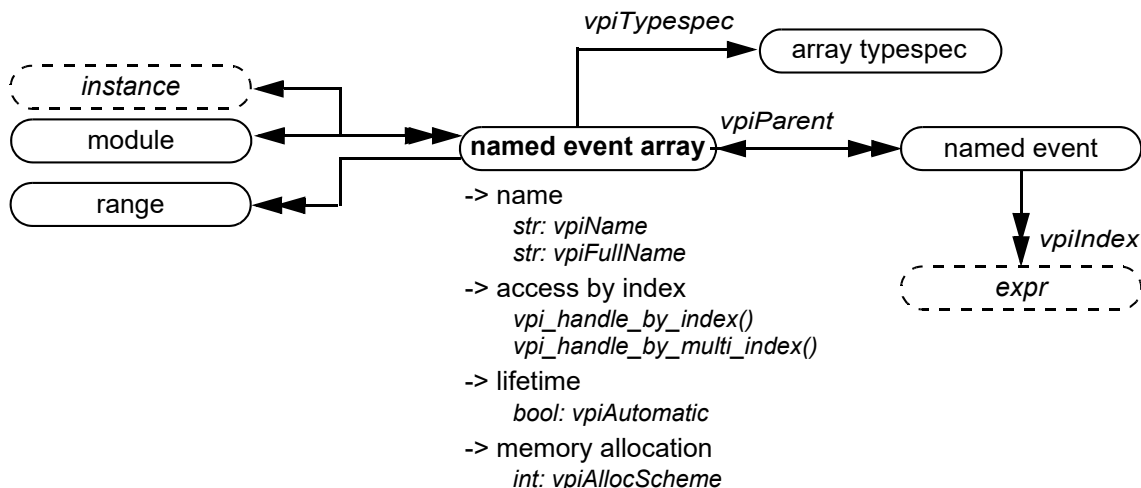 vpiTypespec
array typespec
instance
module
named event array
vpiParent
named event
range
-> name
str: vpiName
str: vpiFullName
vpiIndex
expr
-> access by index
vpi_handle_by_index()
vpi_handle_by_multi_index()
-> lifetime
bool: vpiAutomatic
-> memory allocation
int: vpiAllocScheme